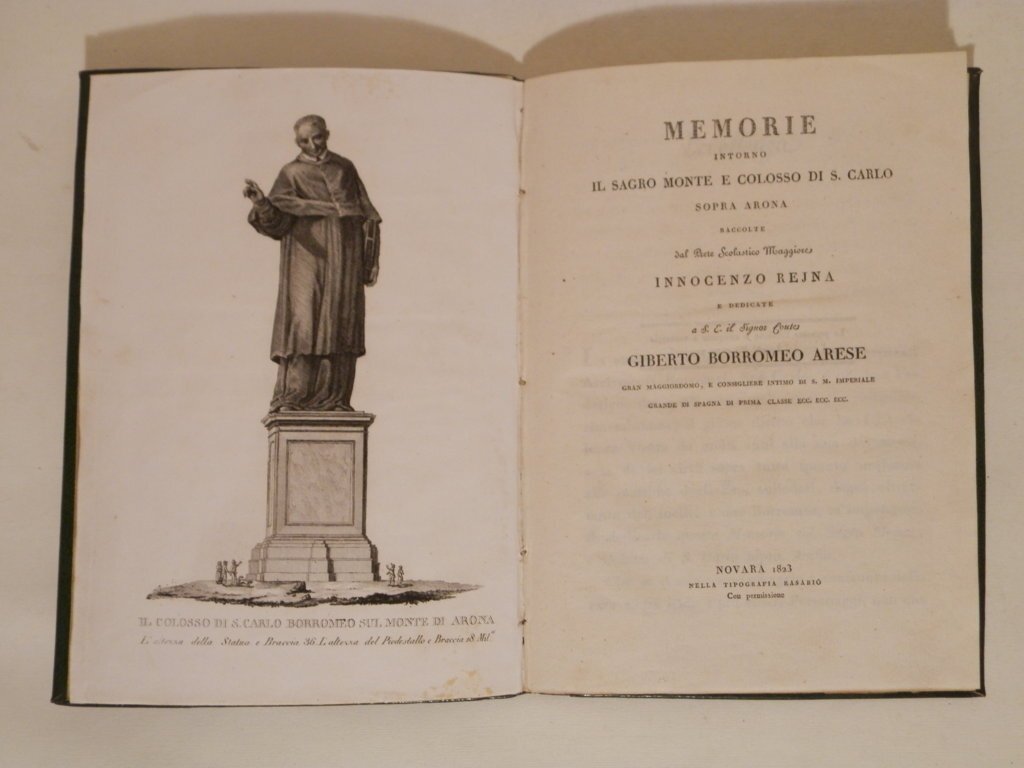 IL COLOSSO DI S. CARLO BORROMEO SUL MONTE DI ARONA
L'altezza della Statua e Braccia 36. L'altezza del Piedestallo e Braccia 18. Mil.
MEMORIE
INTORNO
IL SAGRO MONTE E COLOSSO DI S. CARLO
SOPRA ARONA
RACCOLTE
dal Prete Scolastico Maggiore
INNOCENZO REJNA
E DEDICATE
a S. E. il Signor Conte
GIBERTO BORROMEO ARESE
GRAN MAGGIORDOMO, E CONSIGLIERE INTIMO DI S. M. IMPERIALE
GRANDE DI SPAGNA DI PRIMA CLASSE ECC. ECC. ECC.
NOVARA 1823
NELLA TIPOGRAFIA RASARIO
Con permissione